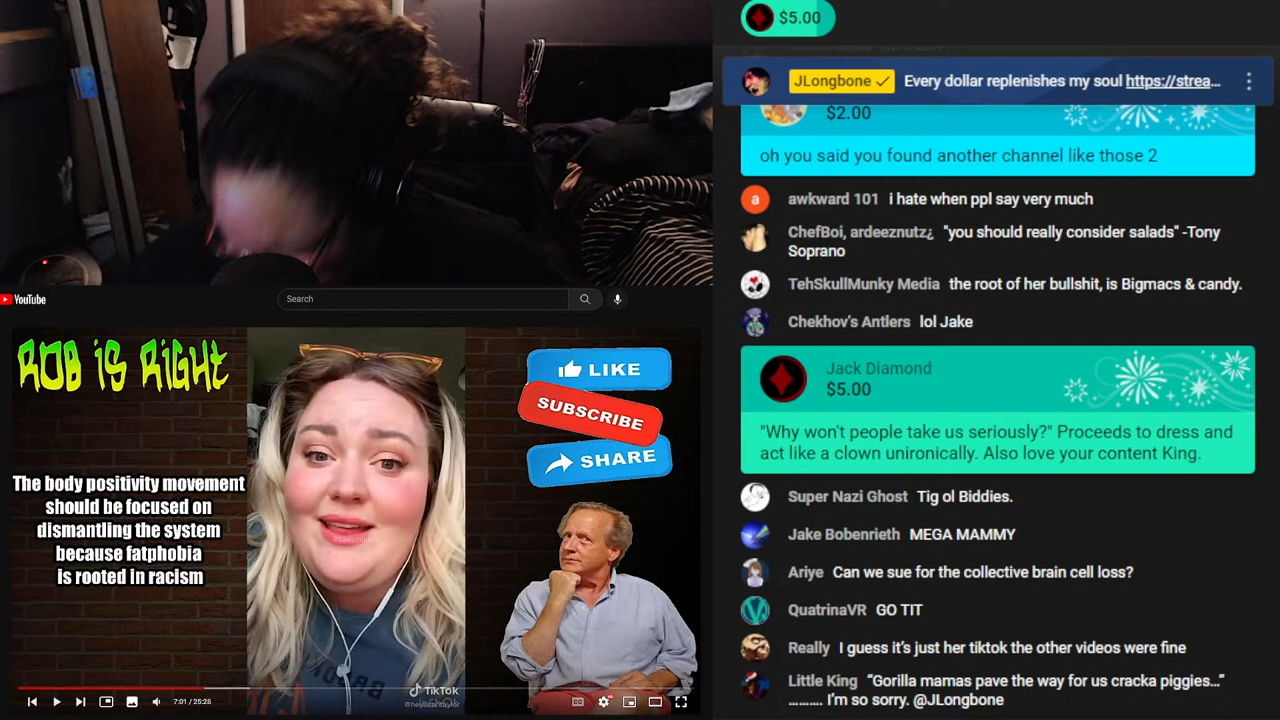 $5.00
JLongbone
Every dollar replenishes my soul https://strea...
$2.00
oh you said you found another channel like those 2
awkward 101 i hate when ppl say very much
ChefBoi, ardeeznutz¿ "you should really consider salads" -Tony
Soprano
TehSkullMunky Media the root of her bullshit, is Bigmacs & candy.
Chekhov's Antlers lol Jake
Jack Diamond
$5.00
"Why won't people take us seriously?" Proceeds to dress and
act like a clown unironically. Also love your content King.
Super Nazi Ghost Tig ol Biddies.
Jake Bobenrieth MEGA MAMMY
Ariye Can we sue for the collective brain cell loss?
QuatrinaVR GO TIT
Really I guess it's just her tiktok the other videos were fine
Little King "Gorilla mamas pave the way for us cracka piggies..."
.......... I'm so sorry. @JLongbone
YouTube
Search
ROB iS RiGHt
The body positivity movement
should be focused on
dismantling the system
because fatphobia
is rooted in racism
LIKE
SUBSCRIBE
SHARE
TikTok
7:01 / 25:28